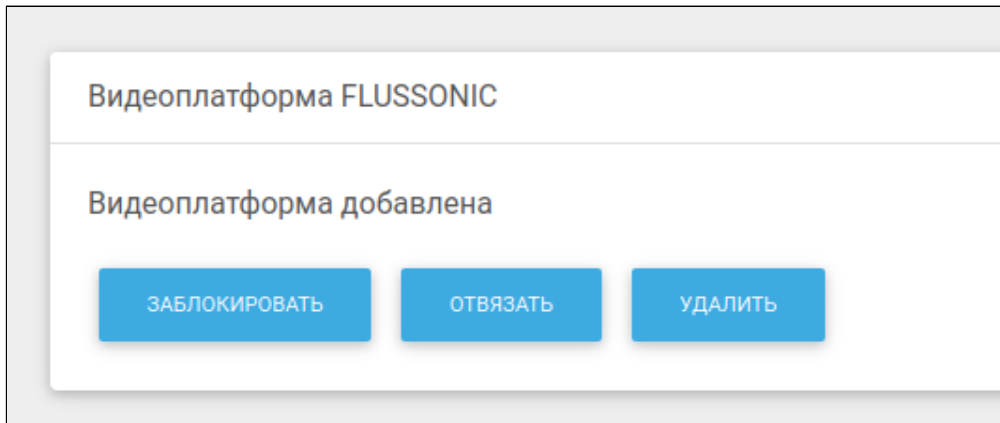 Видеоплатформа FLUSSONIC
Видеоплатформа добавлена
ЗАБЛОКИРОВАТЬ ОТВЯЗАТЬ УДАЛИТЬ